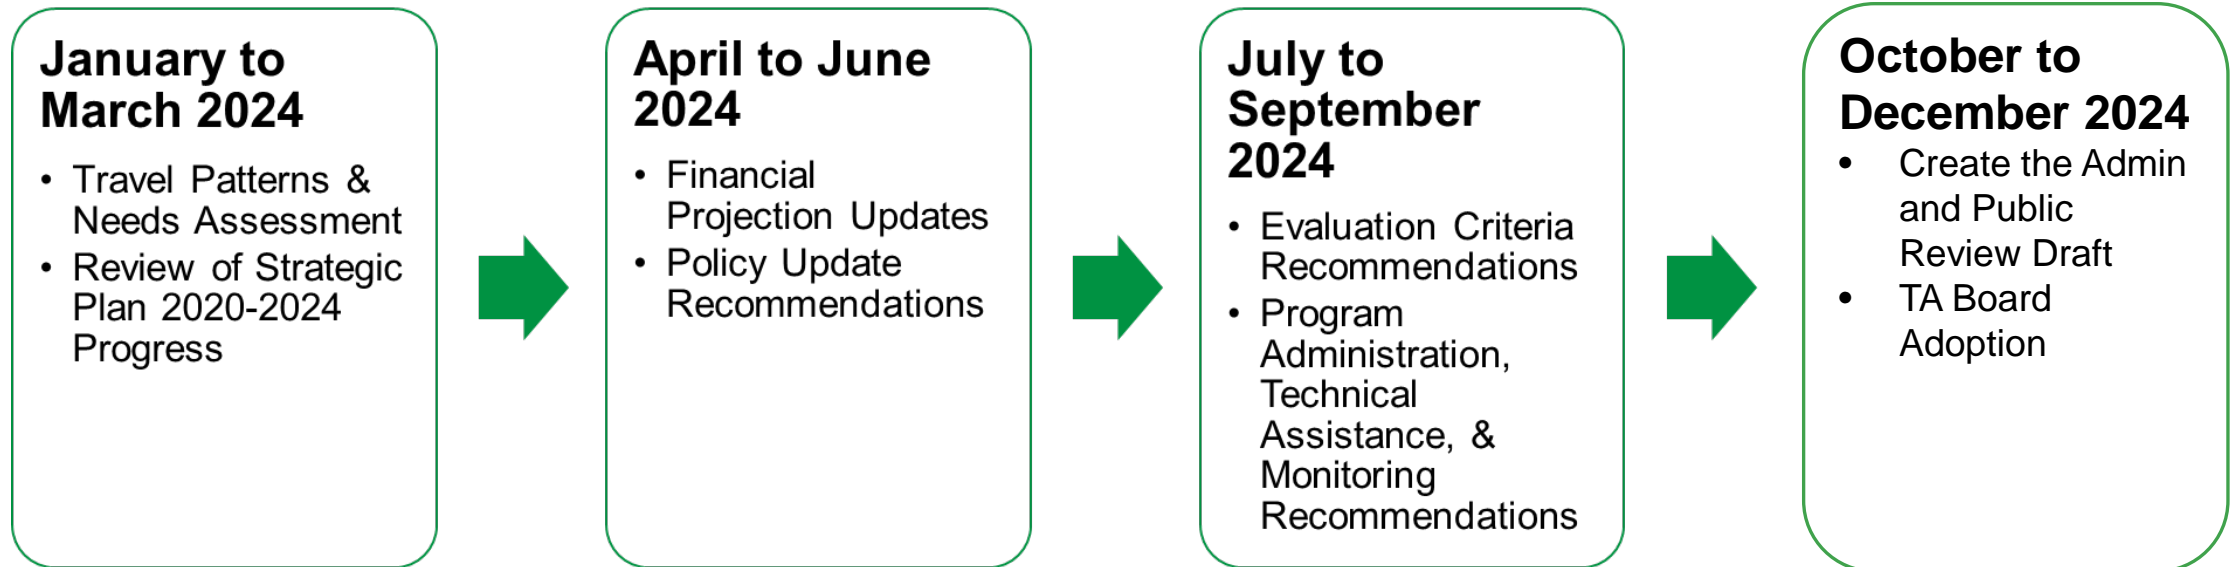 January to
March 2024
• Travel Patterns &
Needs Assessment
• Review of Strategic
Plan 2020-2024
Progress
April to June
2024
• Financial
Projection Updates
• Policy Update
Recommendations
July to
September
2024
• Evaluation Criteria
Recommendations
• Program
Administration,
Technical
Assistance, &
Monitoring
Recommendations
October to
December 2024
• Create the Admin
and Public
Review Draft
• TA Board
Adoption